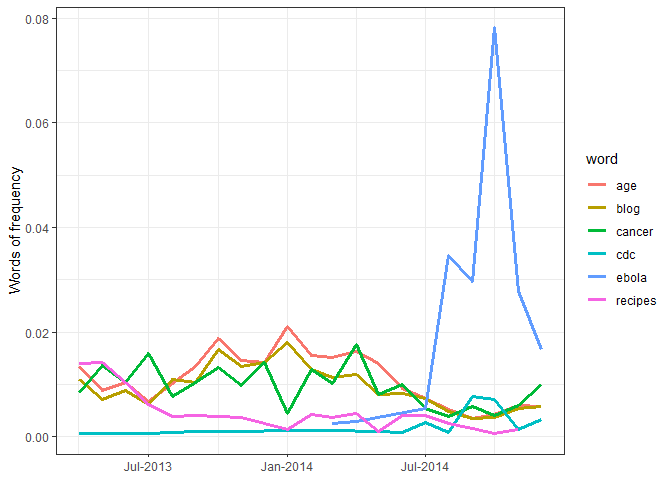 0.08
0.06
0.04
0.02
0.00
Words of frequency
Jul-2013
Jan-2014
Jul-2014
word
age
blog
cancer
cdc
ebola
recipes